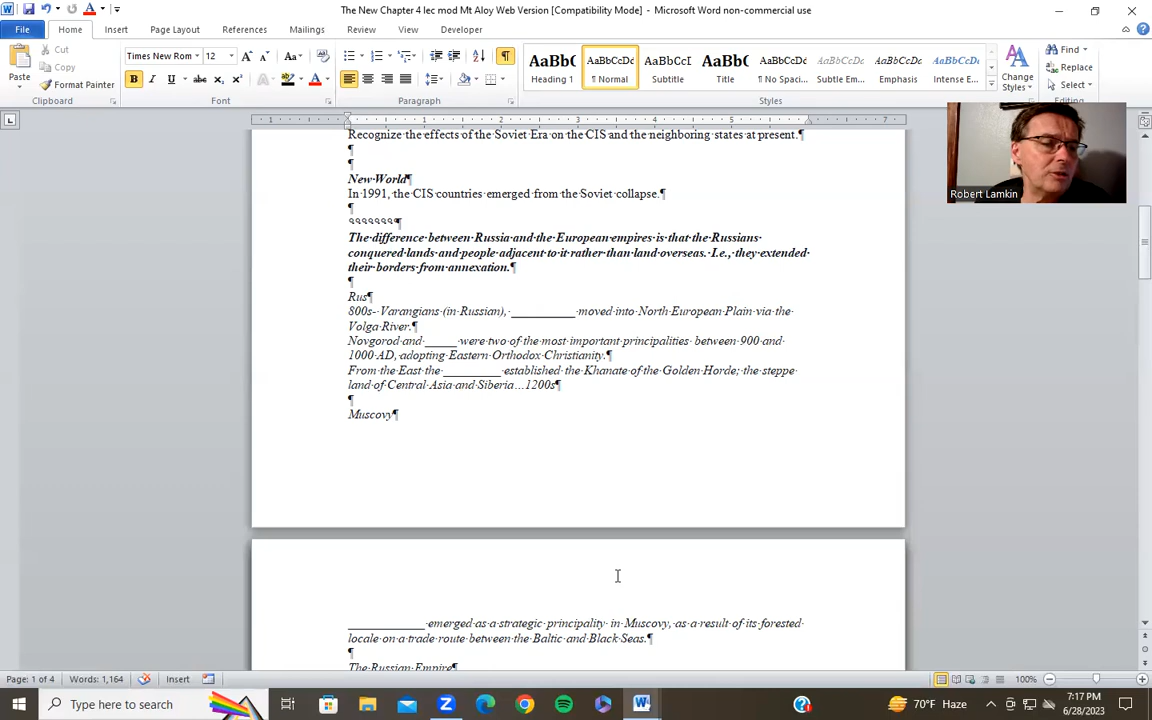 The New Chapter 4 lec mod Mt Aloy Web Version [Compatibility Mode] - Microsoft Word non-commercial use
File Home Insert Page Layout References Mailings Review View Developer
Paste
Cut
Copy
Format Painter
Clipboard
Times New Rom 12
Font
Paragraph
AaBbC AaBbCcDc AaBbCcI AaBbC AaBbCcDc AaBbCcDc AaBbCcDc AaBbCcDc
Heading 1 ¶ Normal Subtitle Title ¶ No Spaci... Subtle Em... Emphasis Intense E...
Styles
Change Styles
Find
Replace
Select
Editing
Robert Lamkin
Recognize the effects of the Soviet Era on the CIS and the neighboring states at present.¶
¶
¶
New World¶
In 1991, the CIS countries emerged from the Soviet collapse.¶
¶
¶
The difference between Russia and the European empires is that the Russians
conquered lands and people adjacent to it rather than land overseas. I.e., they extended
their borders from annexation.¶
¶
Rus¶
800s- Varangians (in Russian), __________ moved into North European Plain via the
Volga River.¶
Novgorod and _____ were two of the most important principalities between 900 and
1000 AD, adopting Eastern Orthodox Christianity.¶
From the East the _________ established the Khanate of the Golden Horde; the steppe
land of Central Asia and Siberia…1200s¶
¶
Muscovy¶
____________ emerged as a strategic principality in Muscovy, as a result of its forested
locale on a trade route between the Baltic and Black Seas.¶
¶
The Russian Empire¶
Page: 1 of 4 Words: 1,164 Insert 100%
Type here to search
70°F Haze
7:17 PM
6/28/2023